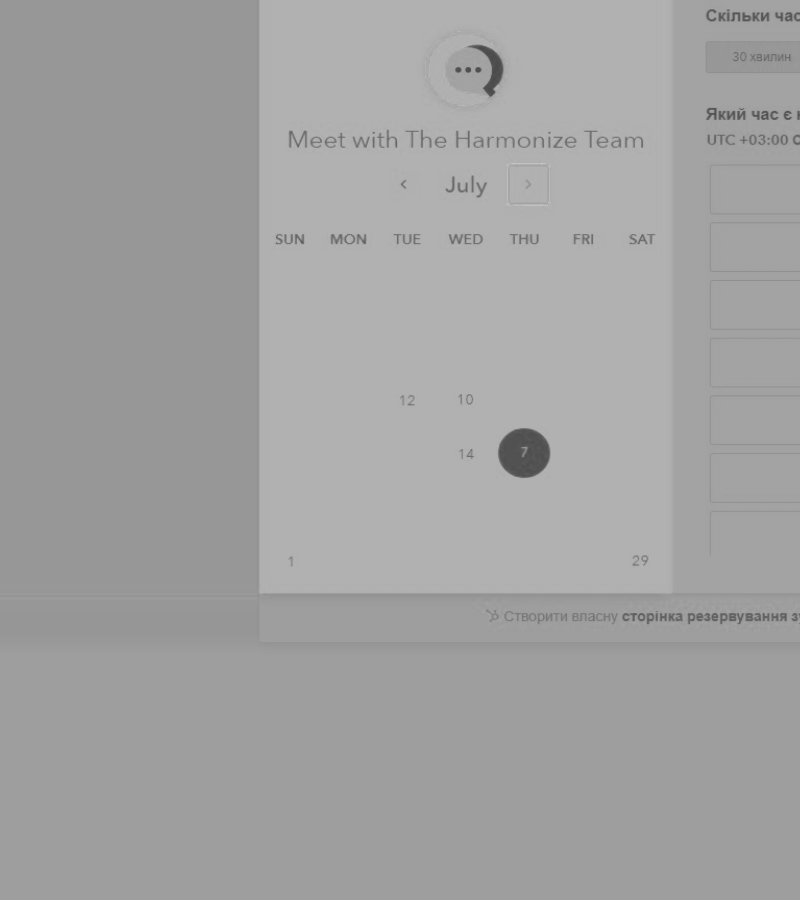 Meet with The Harmonize Team
July
SUN MON TUE WED THU FRI SAT
12 10
14 7
1 29
Скільки
30 хвилин
Який час є
UTC +03:00
Створити власну сторінка резервування